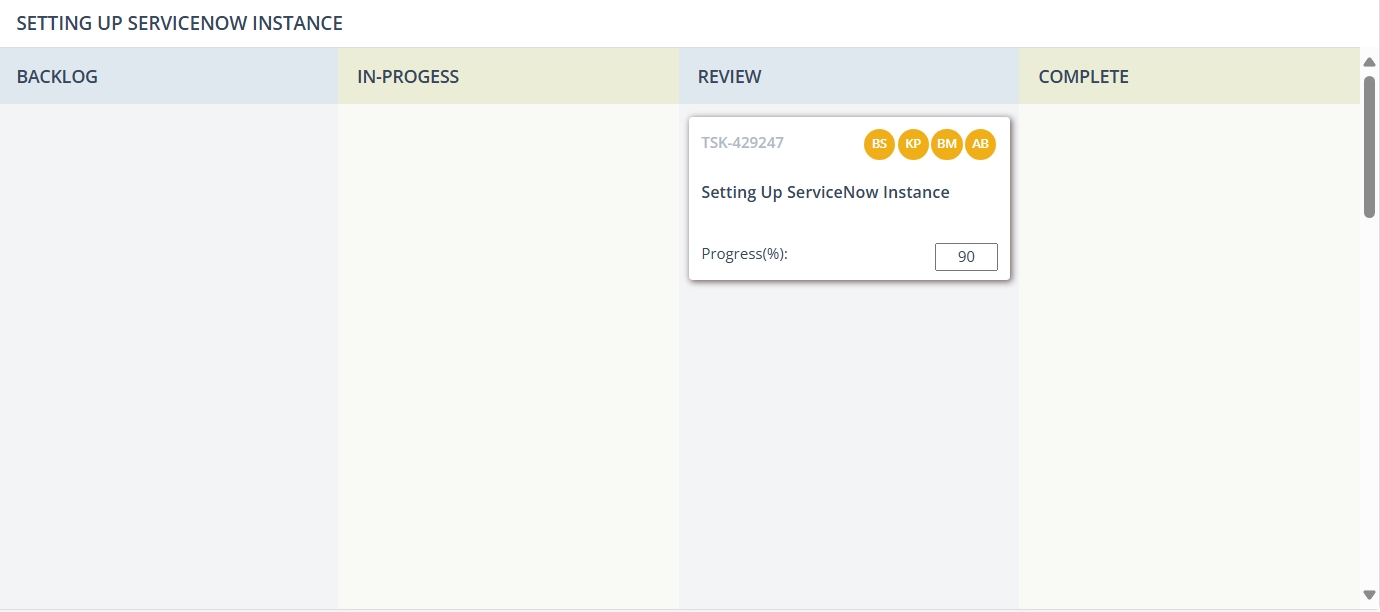 SETTING UP SERVICENOW INSTANCE
BACKLOG IN-PROGESS REVIEW COMPLETE
TSK-429247 BS KP BM AB
Setting Up ServiceNow Instance
Progress(%): 90